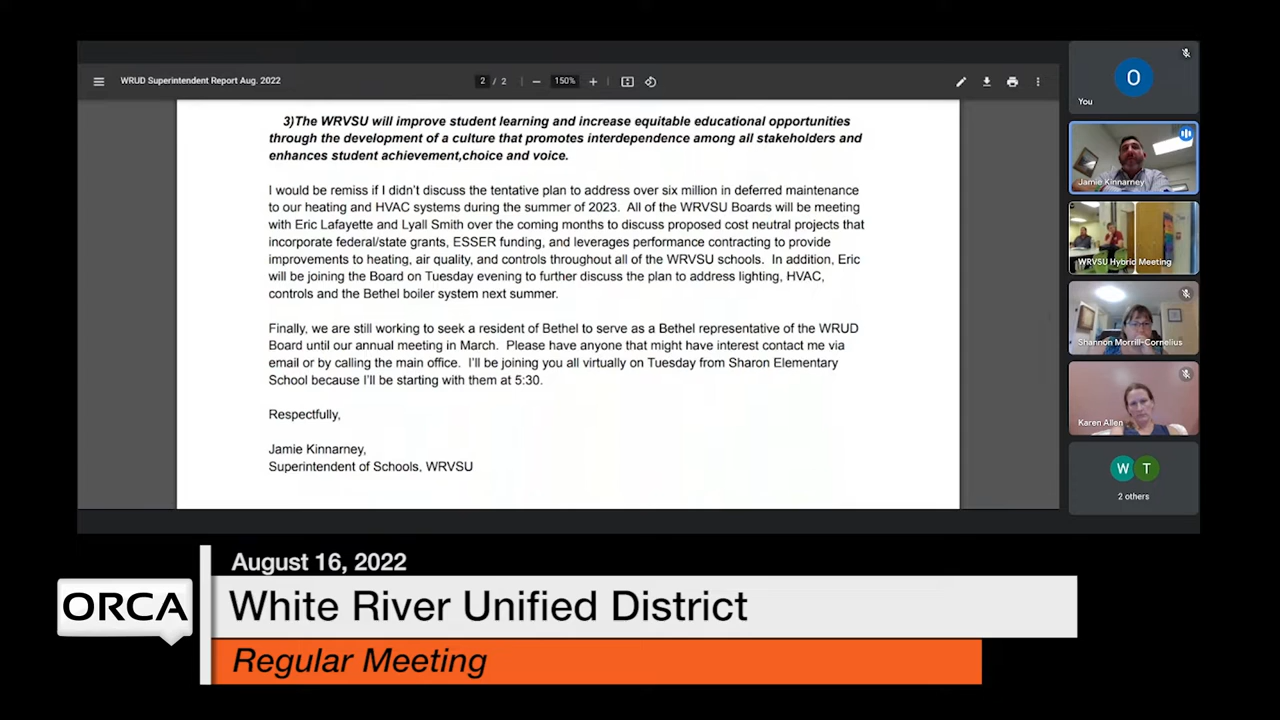 WRUD Superintendent Report Aug. 2022
2 / 2
150%
3)The WRVSU will improve student learning and increase equitable educational opportunities
through the development of a culture that promotes interdependence among all stakeholders and
enhances student achievement,choice and voice.
I would be remiss if I didn't discuss the tentative plan to address over six million in deferred maintenance
to our heating and HVAC systems during the summer of 2023. All of the WRVSU Boards will be meeting
with Eric Lafayette and Lyall Smith over the coming months to discuss proposed cost neutral projects that
incorporate federal/state grants, ESSER funding, and leverages performance contracting to provide
improvements to heating, air quality, and controls throughout all of the WRVSU schools. In addition, Eric
will be joining the Board on Tuesday evening to further discuss the plan to address lighting, HVAC,
controls and the Bethel boiler system next summer.
Finally, we are still working to seek a resident of Bethel to serve as a Bethel representative of the WRUD
Board until our annual meeting in March. Please have anyone that might have interest contact me via
email or by calling the main office. I'll be joining you all virtually on Tuesday from Sharon Elementary
School because I'll be starting with them at 5:30.
Respectfully,
Jamie Kinnarney,
Superintendent of Schools, WRVSU
O
You
Jamie Kinnarney
WRVSU Hybrid Meeting
Shannon Morrill-Cornelius
Karen Allen
W T
2 others
August 16, 2022
ORCA
White River Unified District
Regular Meeting